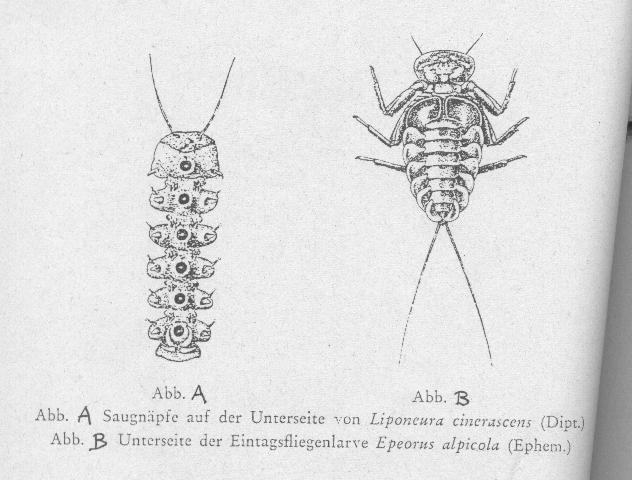 Abb. A
Abb. B
Abb. A Saugnäpfe auf der Unterseite von Liponeura cinerascens (Dipt.)
Abb. B Unterseite der Eintagsfliegenlarve Epeorus alpicola (Ephem.)